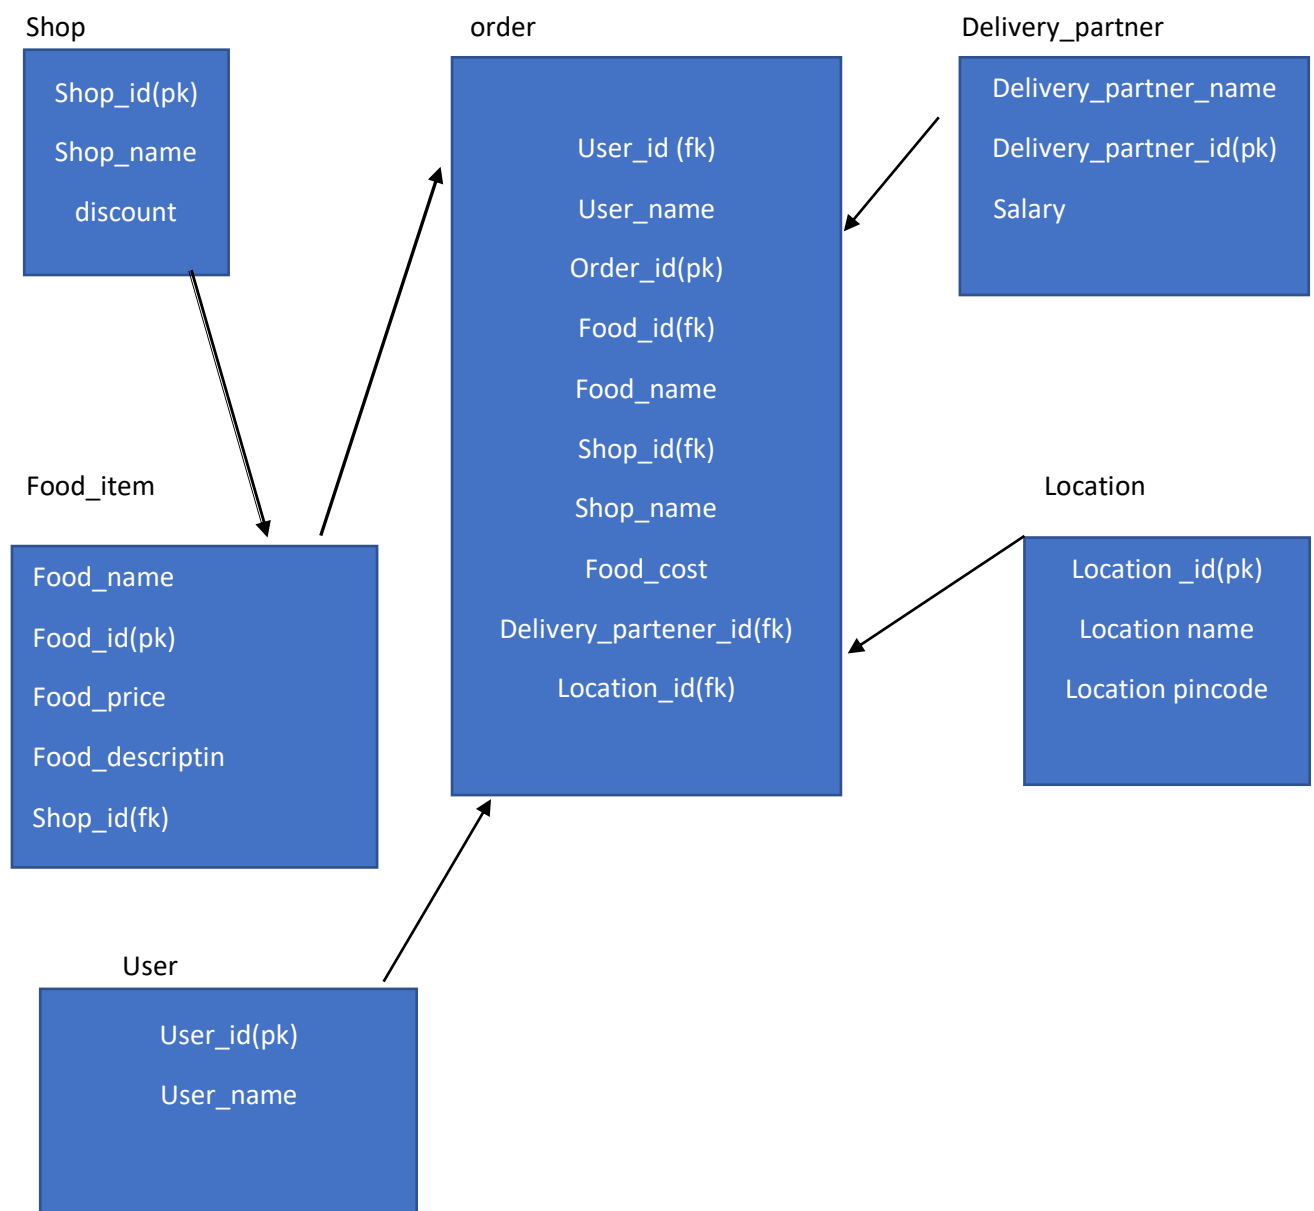 Shop
Shop_id(pk)
Shop_name
discount
order
User_id (fk)
User_name
Order_id(pk)
Food_id(fk)
Food_name
Shop_id(fk)
Shop_name
Food_cost
Delivery_partener_id(fk)
Location_id(fk)
Delivery_partner
Delivery_partner_name
Delivery_partner_id(pk)
Salary
Food_item
Food_name
Food_id(pk)
Food_price
Food_descriptin
Shop_id(fk)
Location
Location _id(pk)
Location name
Location pincode
User
User_id(pk)
User_name